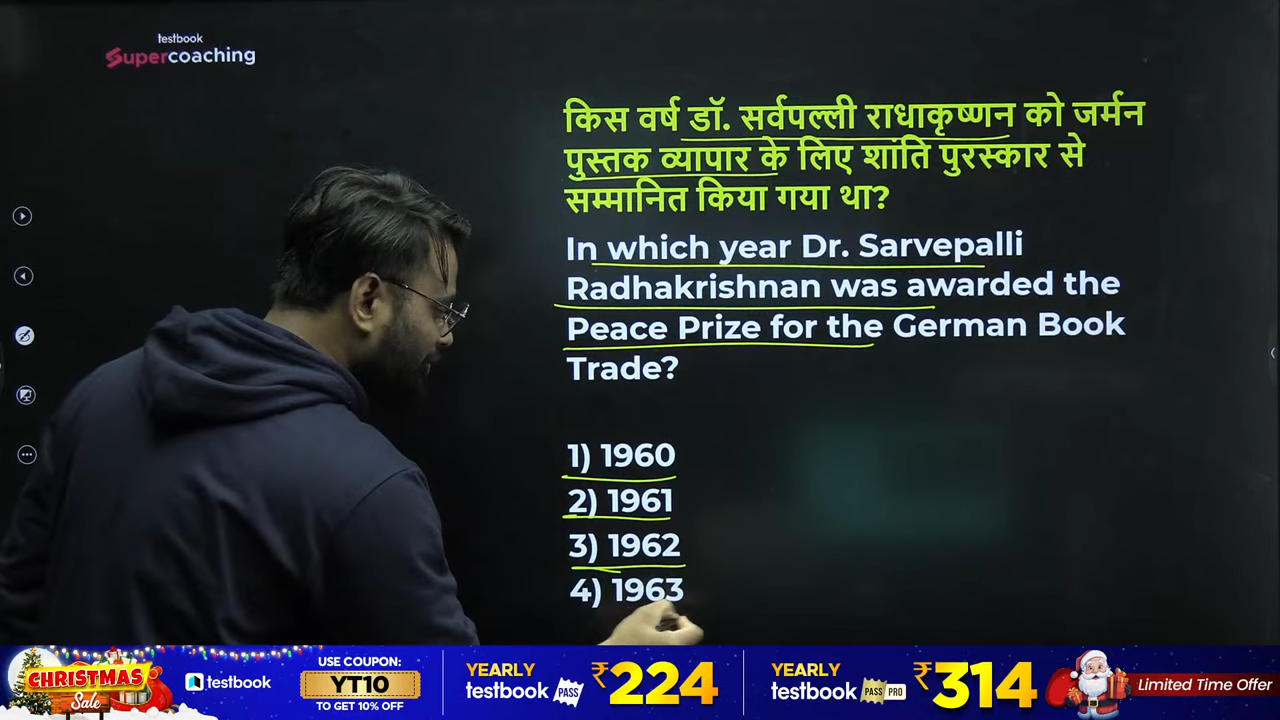 testbook
Supercoaching
किस वर्ष डॉ. सर्वपल्ली राधाकृष्णन को जर्मन
पुस्तक व्यापार के लिए शांति पुरस्कार से
सम्मानित किया गया था?
In which year Dr. Sarvepalli
Radhakrishnan was awarded the
Peace Prize for the German Book
Trade?
1) 1960
2) 1961
3) 1962
4) 1963
CHRISTMAS
Sale
testbook
USE COUPON:
YT10
TO GET 10% OFF
YEARLY
testbook PASS
₹224
YEARLY
testbook PASS PRO
₹314
Limited Time Offer